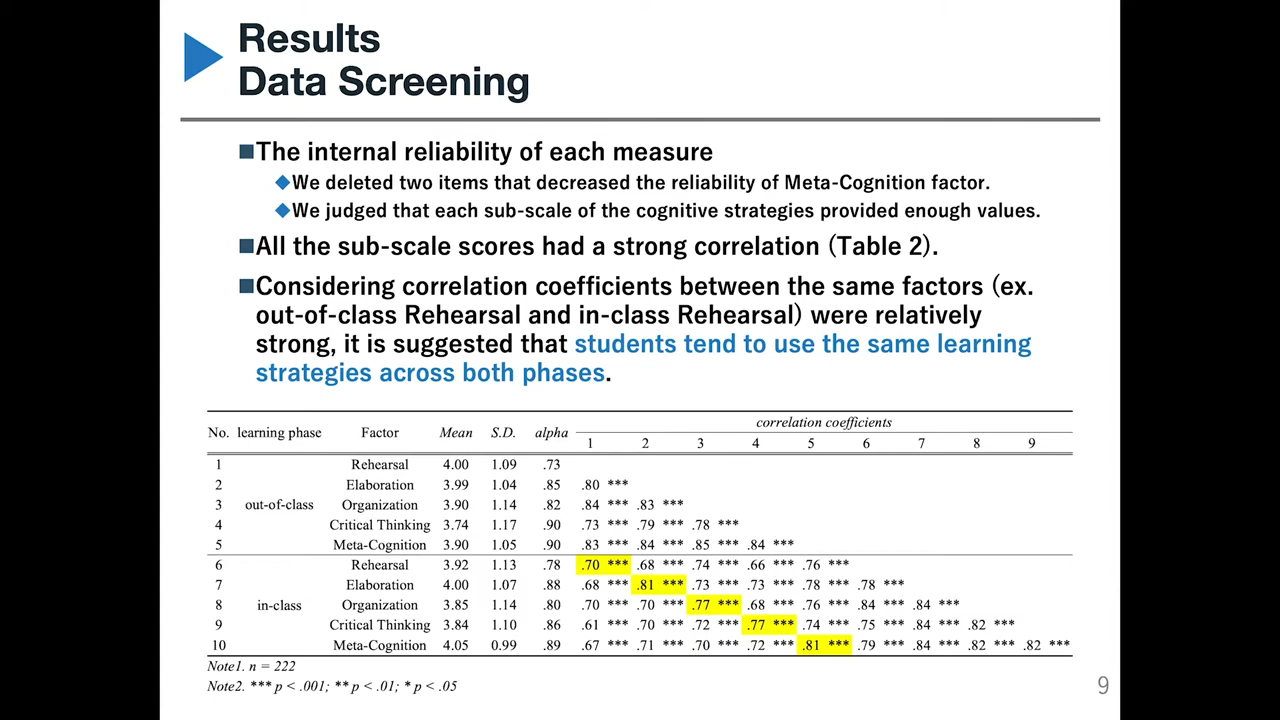 Results
Data Screening
■The internal reliability of each measure
◆We deleted two items that decreased the reliability of Meta-Cognition factor.
◆We judged that each sub-scale of the cognitive strategies provided enough values.
■All the sub-scale scores had a strong correlation (Table 2).
■Considering correlation coefficients between the same factors (ex.
out-of-class Rehearsal and in-class Rehearsal) were relatively
strong, it is suggested that students tend to use the same learning
strategies across both phases.
correlation coefficients
No. learning phase Factor Mean S.D. alpha 1 2 3 4 5 6 7 8 9
1 Rehearsal 4.00 1.09 .73
2 Elaboration 3.99 1.04 .85 .80 ***
3 out-of-class Organization 3.90 1.14 .82 .84 *** .83 ***
4 Critical Thinking 3.74 1.17 .90 .73 *** .79 *** .78 ***
5 Meta-Cognition 3.90 1.05 .90 .83 *** .84 *** .85 *** .84 ***
6 Rehearsal 3.92 1.13 .78 .70 *** .68 *** .74 *** .66 *** .76 ***
7 Elaboration 4.00 1.07 .88 .68 *** .81 *** .73 *** .73 *** .78 *** .78 ***
8 in-class Organization 3.85 1.14 .80 .70 *** .70 *** .77 *** .68 *** .76 *** .84 *** .84 ***
9 Critical Thinking 3.84 1.10 .86 .61 *** .70 *** .72 *** .77 *** .74 *** .75 *** .84 *** .82 ***
10 Meta-Cognition 4.05 0.99 .89 .67 *** .71 *** .70 *** .72 *** .81 *** .79 *** .84 *** .82 *** .82 ***
Note1. n = 222
Note2. *** p < .001; ** p < .01; * p < .05
9